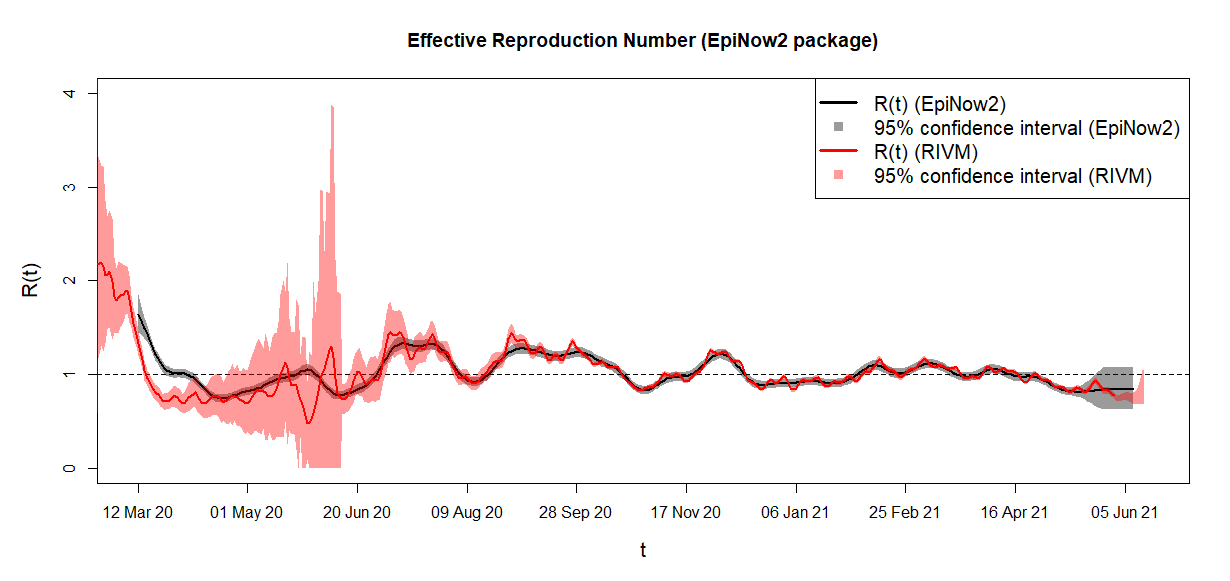 Effective Reproduction Number (EpiNow2 package)
R(t) (EpiNow2)
95% confidence interval (EpiNow2)
R(t) (RIVM)
95% confidence interval (RIVM)
4
3
2
1
0
R(t)
12 Mar 20 01 May 20 20 Jun 20 09 Aug 20 28 Sep 20 17 Nov 20 06 Jan 21 25 Feb 21 16 Apr 21 05 Jun 21
t